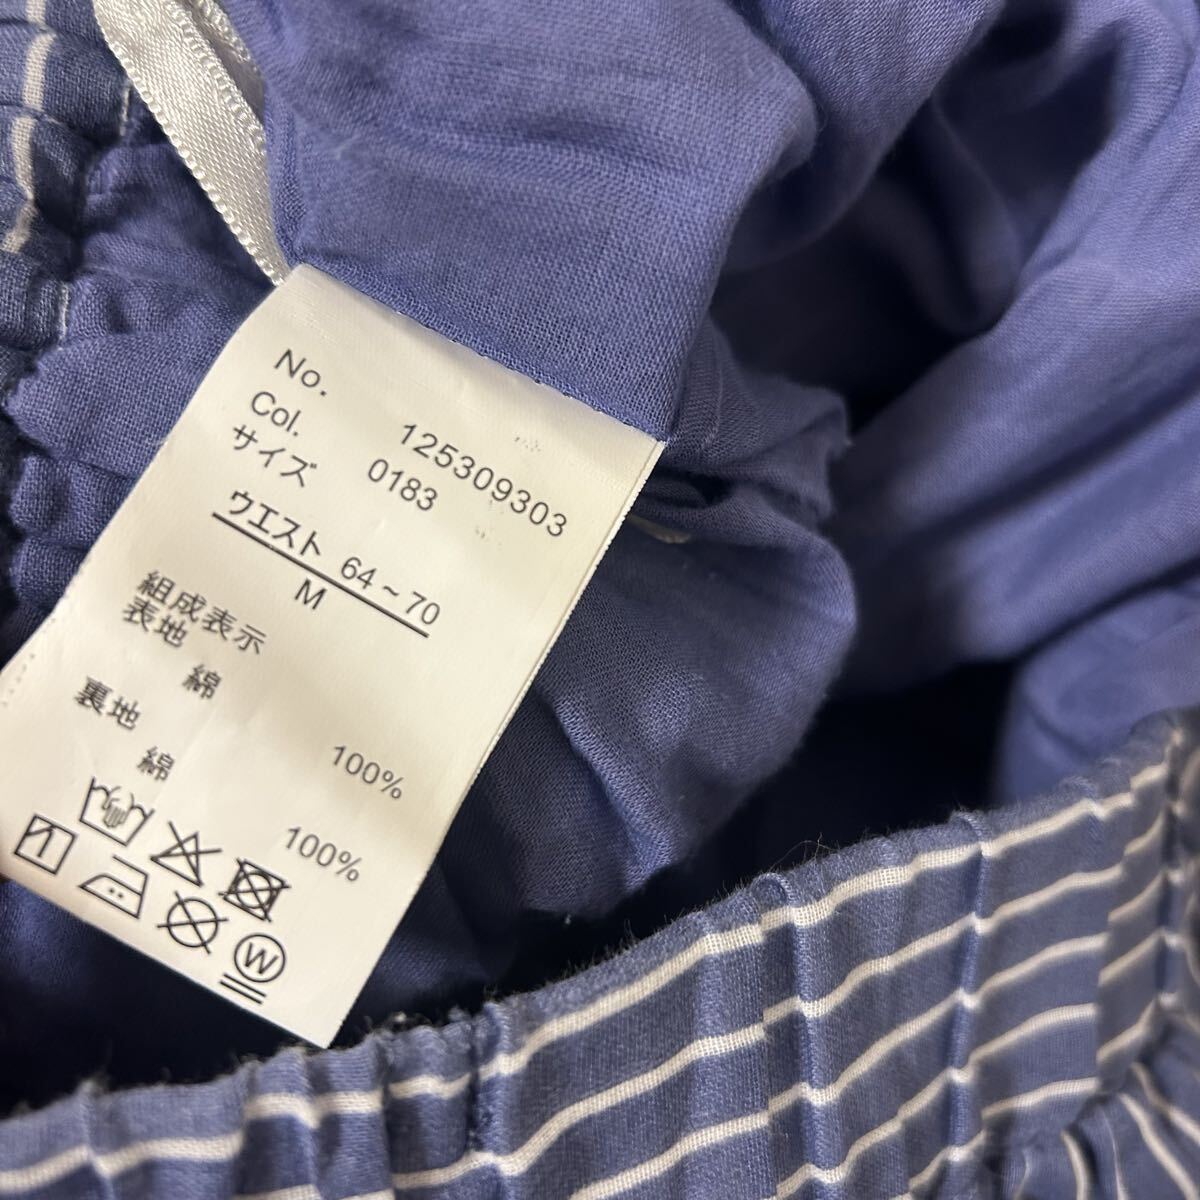 No. 125309303
Col. 0183
サイズ
ウエスト 64～70
M
組成表示
表地
綿 100%
裏地
綿 100%
W